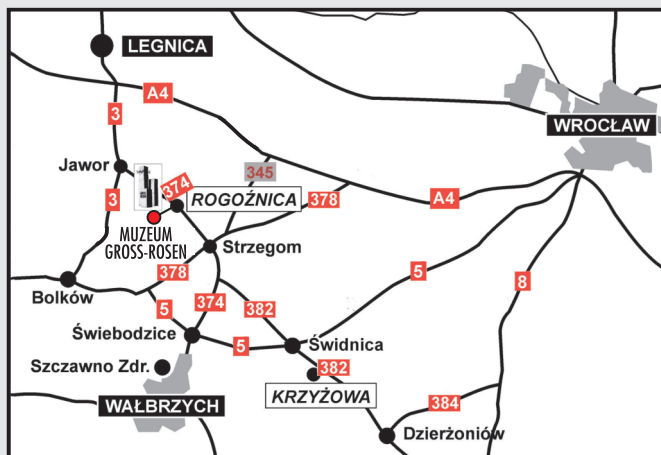 LEGNICA
A4
3
WROCŁAW
Jawor
374
345
ROGOŹNICA
378
A4
3
MUZEUM
GROSS-ROSEN
Strzegom
378
5
8
Bolków
374
382
5
Świebodzice
5
Świdnica
Szczawno Zdr.
382
KRZYŻOWA
WAŁBRZYCH
384
Dzierżoniów